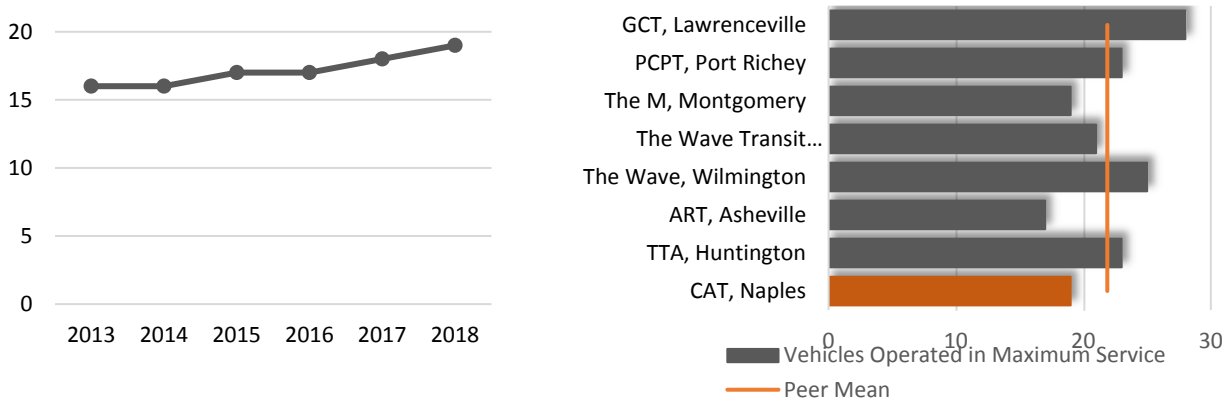 20
15
10
5
0
2013 2014 2015 2016 2017 2018
GCT, Lawrenceville
PCPT, Port Richey
The M, Montgomery
The Wave Transit…
The Wave, Wilmington
ART, Asheville
TTA, Huntington
CAT, Naples
0 10 20 30
Vehicles Operated in Maximum Service
Peer Mean